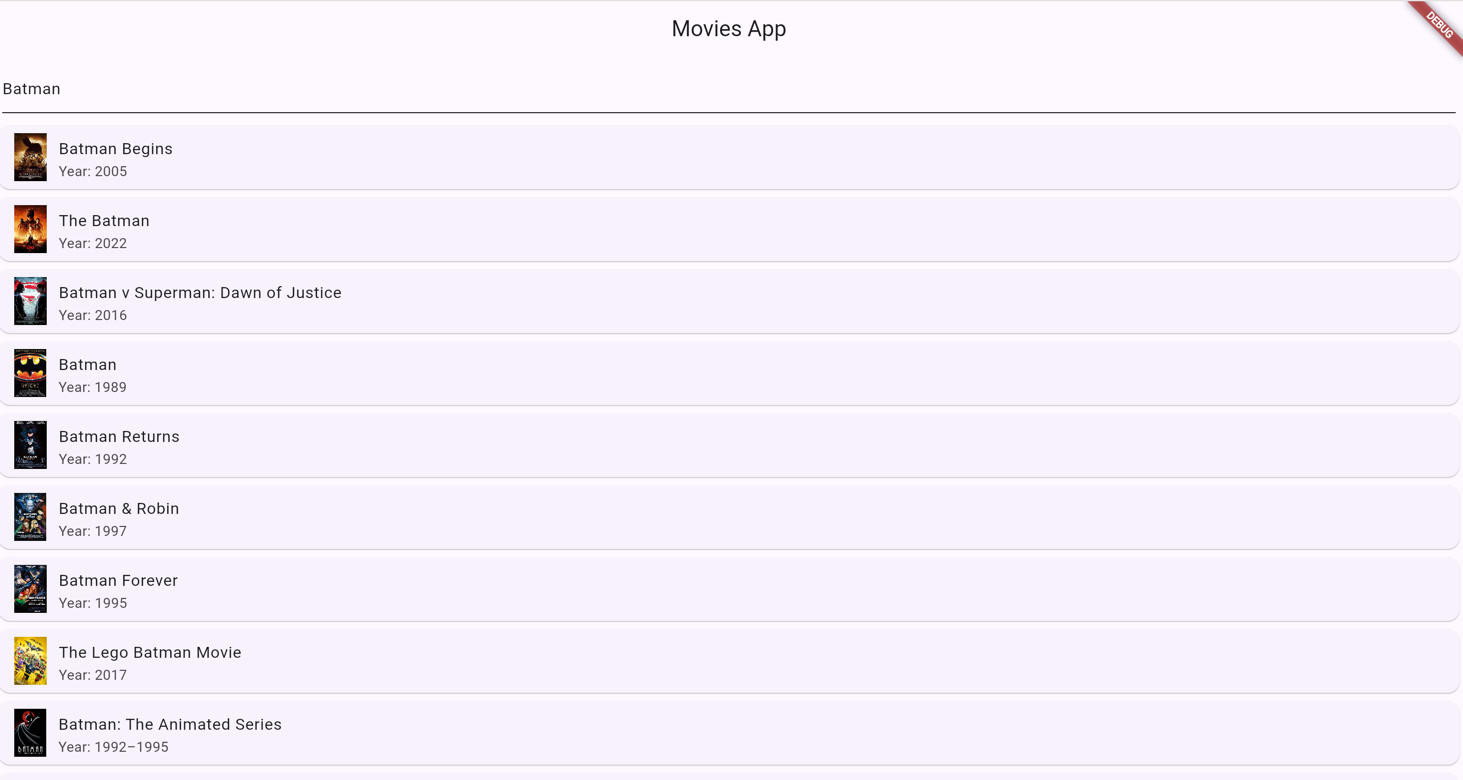 Movies App
DEBUG
Batman
Batman Begins
Year: 2005
The Batman
Year: 2022
Batman v Superman: Dawn of Justice
Year: 2016
Batman
Year: 1989
Batman Returns
Year: 1992
Batman & Robin
Year: 1997
Batman Forever
Year: 1995
The Lego Batman Movie
Year: 2017
Batman: The Animated Series
Year: 1992–1995